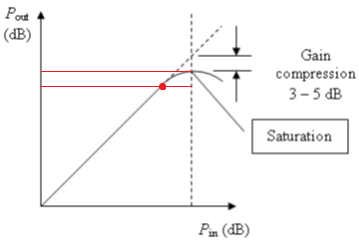 P_out
(dB)
Gain
compression
3 – 5 dB
Saturation
P_in (dB)